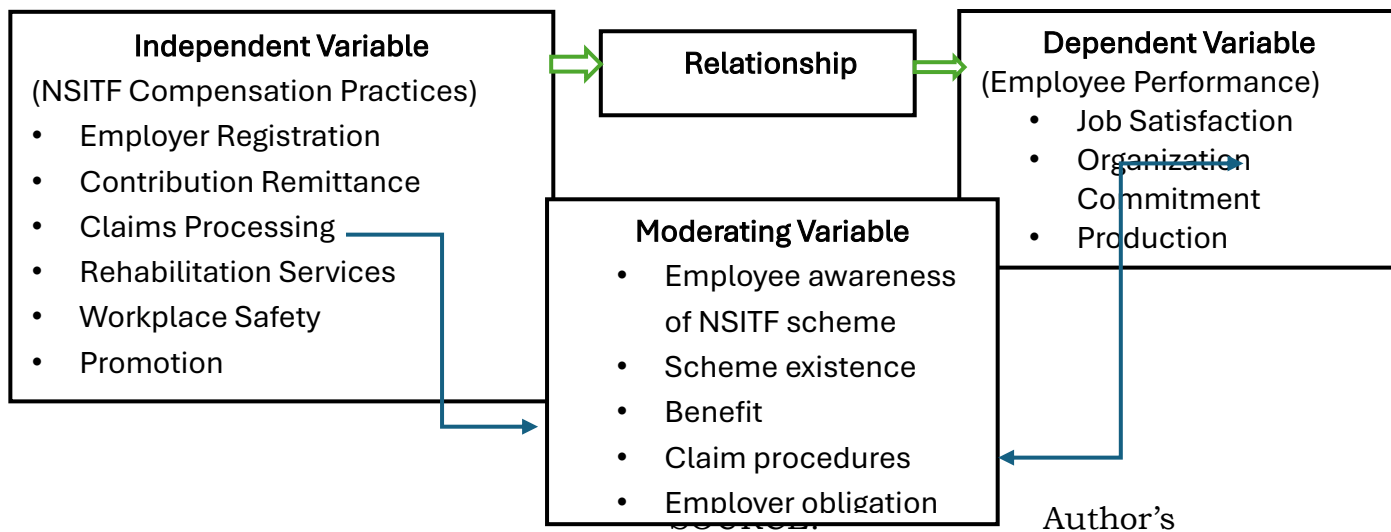 Independent Variable
(NSITF Compensation Practices)
• Employer Registration
• Contribution Remittance
• Claims Processing
• Rehabilitation Services
• Workplace Safety
• Promotion
Relationship
Dependent Variable
(Employee Performance)
• Job Satisfaction
• Organization
Commitment
• Production
Moderating Variable
• Employee awareness
of NSITF scheme
• Scheme existence
• Benefit
• Claim procedures
• Employer obligation
Author's